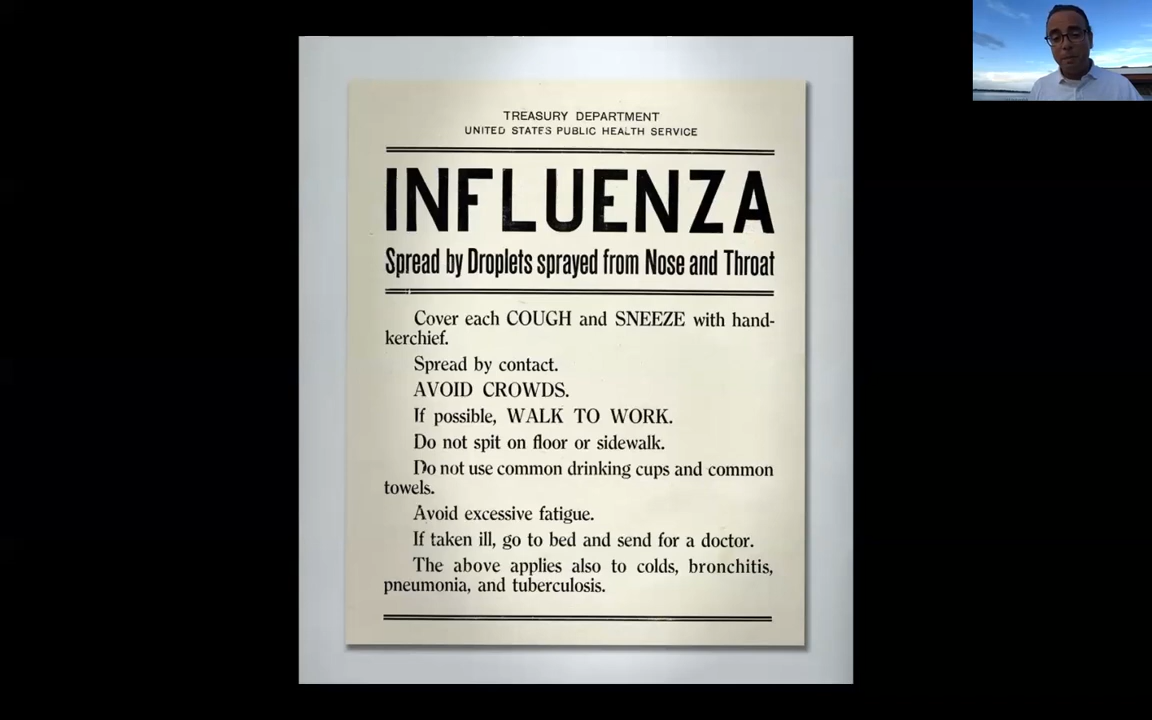 TREASURY DEPARTMENT
UNITED STATES PUBLIC HEALTH SERVICE
INFLUENZA
Spread by Droplets sprayed from Nose and Throat
Cover each COUGH and SNEEZE with hand-
kerchief.
Spread by contact.
AVOID CROWDS.
If possible, WALK TO WORK.
Do not spit on floor or sidewalk.
Do not use common drinking cups and common
towels.
Avoid excessive fatigue.
If taken ill, go to bed and send for a doctor.
The above applies also to colds, bronchitis,
pneumonia, and tuberculosis.